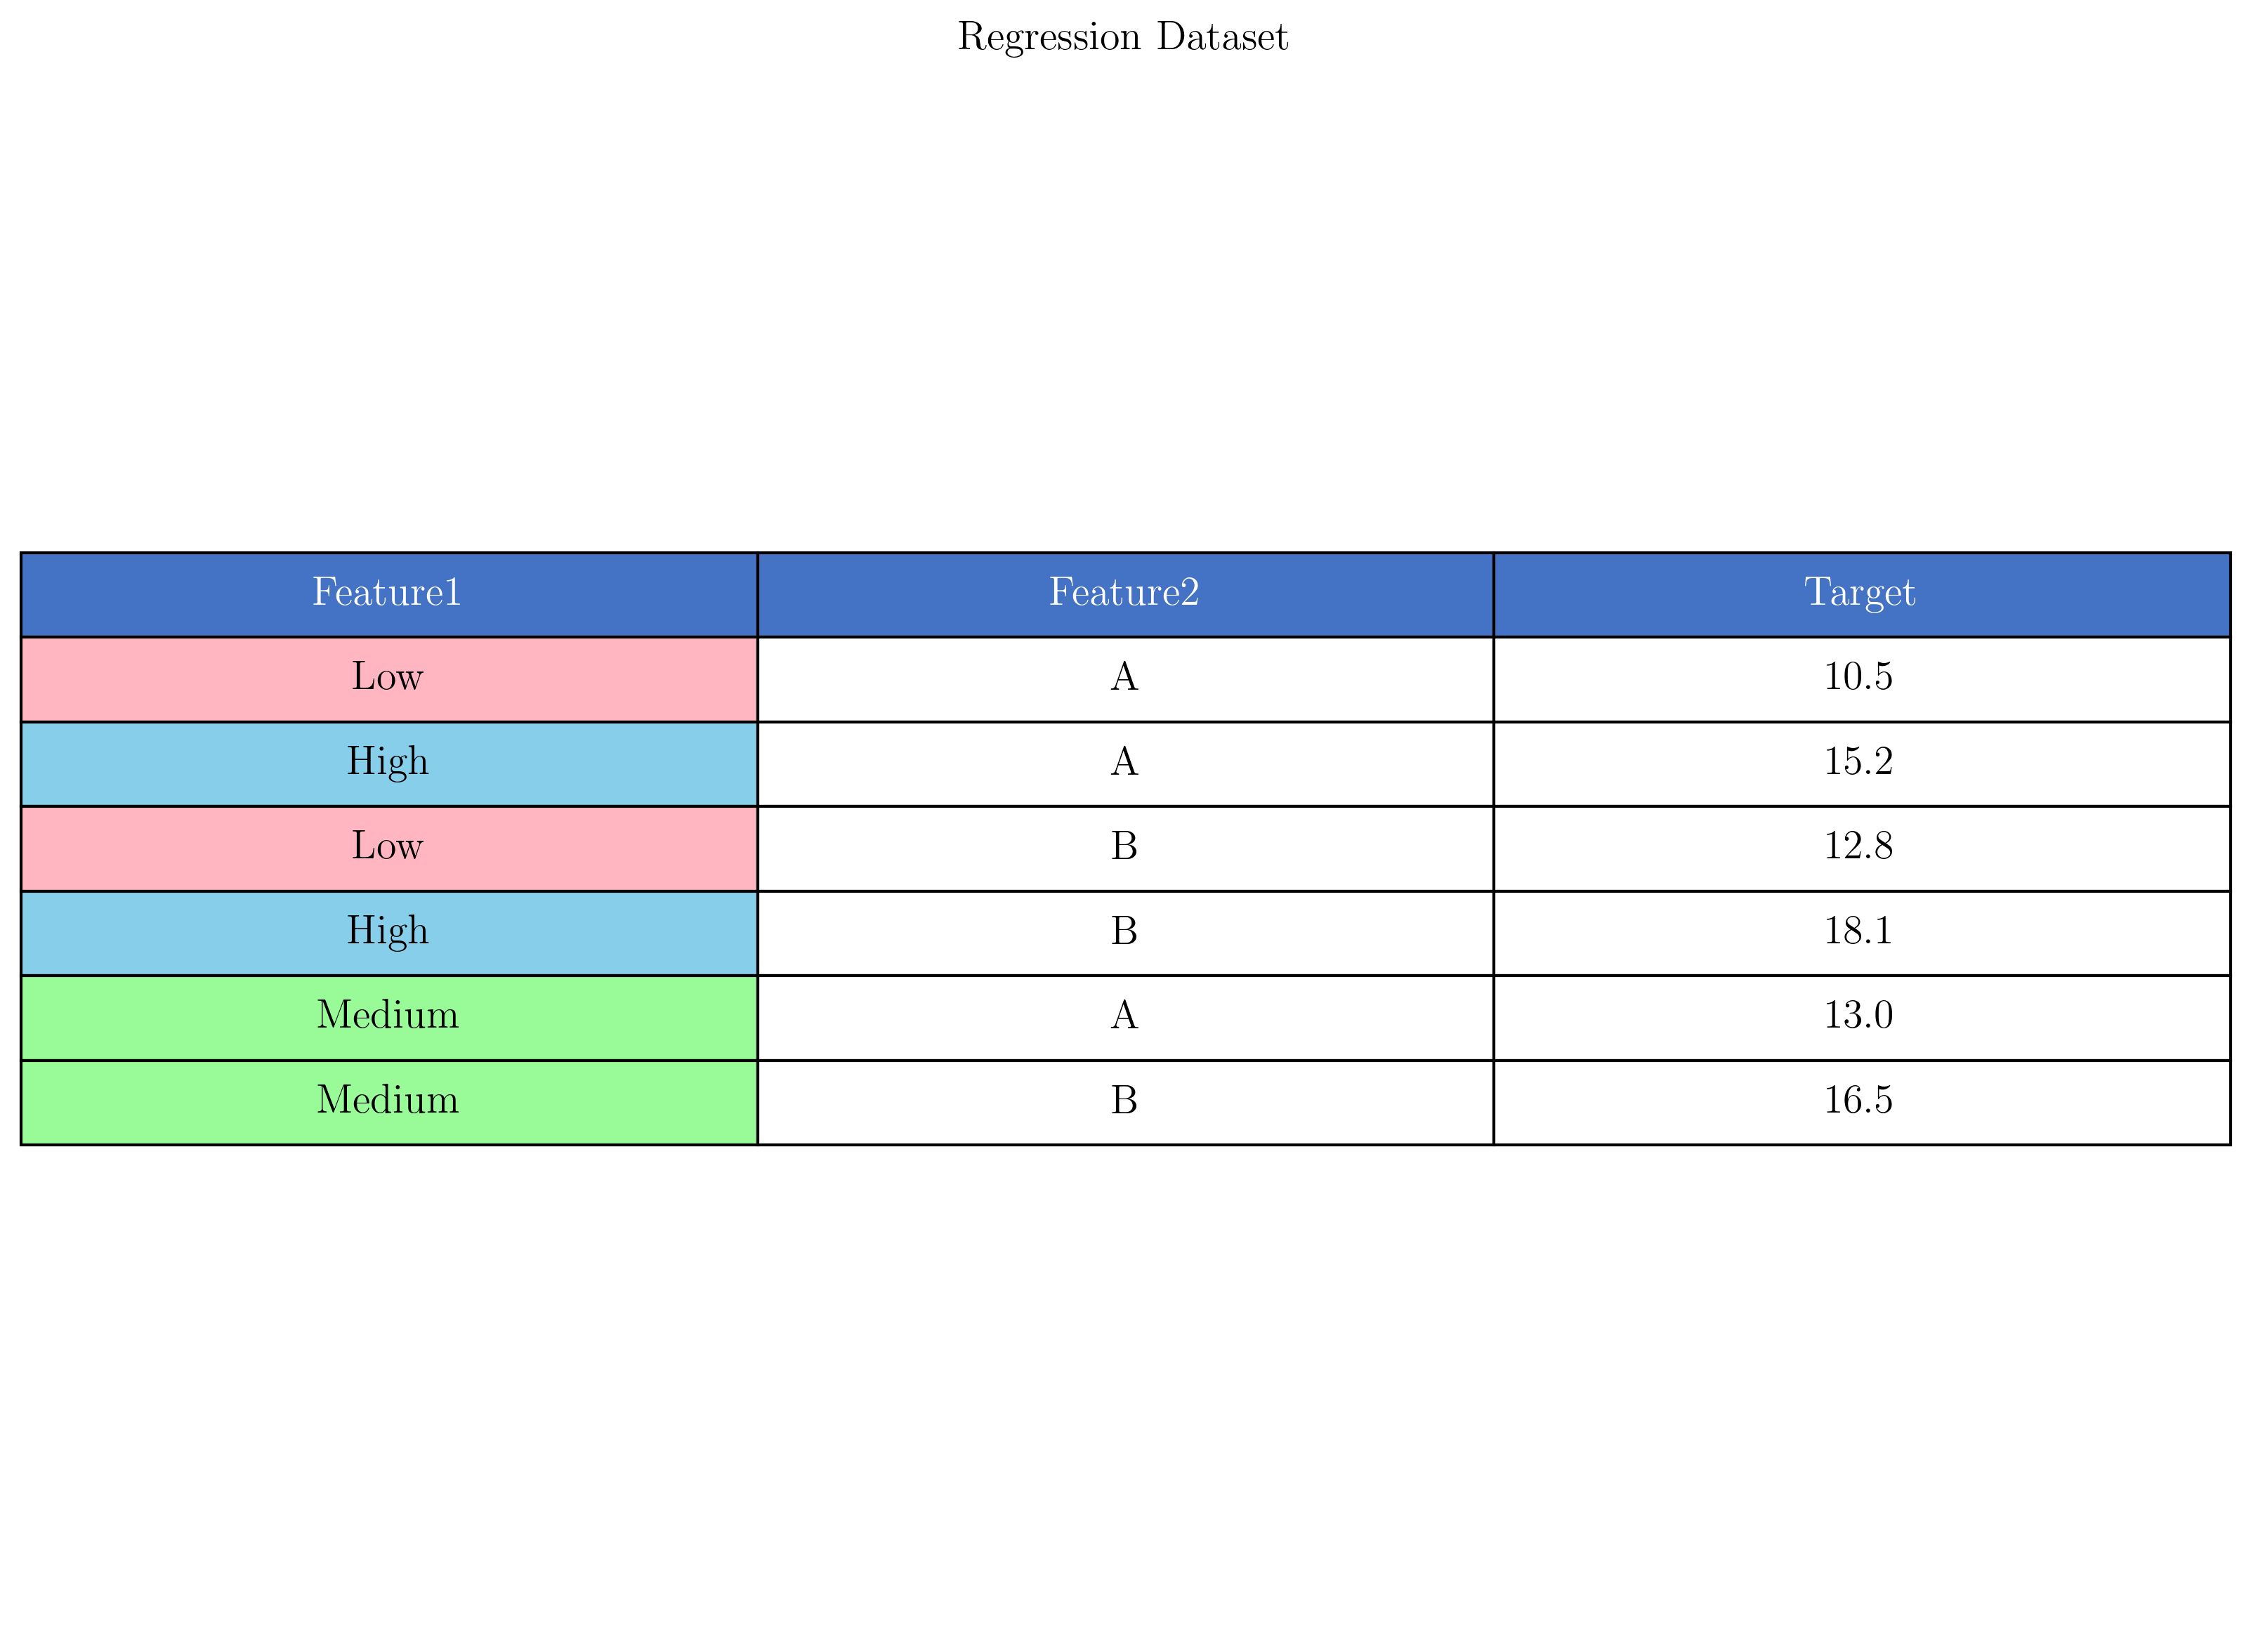 Regression Dataset
Feature1 Feature2 Target
Low A 10.5
High A 15.2
Low B 12.8
High B 18.1
Medium A 13.0
Medium B 16.5